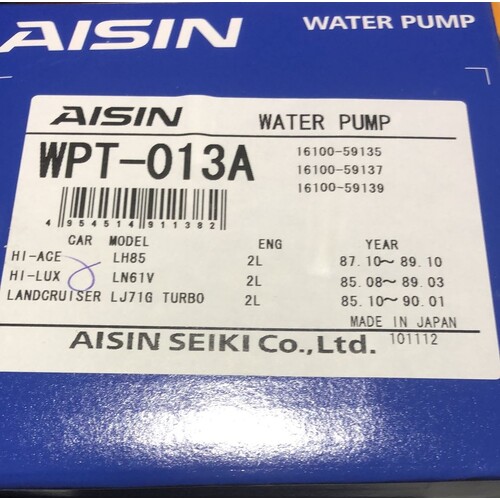 AISIN WATER PUMP
AISIN WATER PUMP
WPT-013A 16100-59135
16100-59137
16100-59139
4 954514 911382
CAR MODEL ENG YEAR
HI-ACE LH85 2L 87.10~ 89.10
HI-LUX LN61V 2L 85.08~ 89.03
LANDCRUISER LJ71G TURBO 2L 85.10~ 90.01
MADE IN JAPAN
AISIN SEIKI Co.,Ltd. 101112